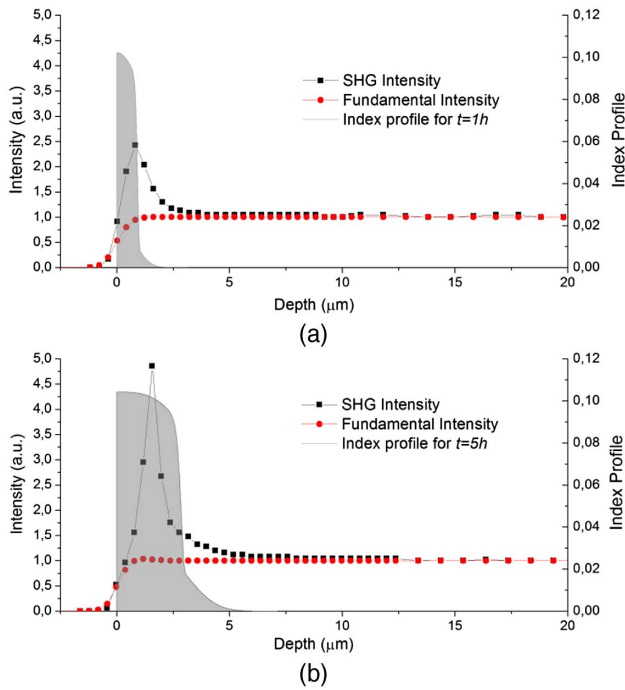 5,0
4,5
4,0
3,5
3,0
2,5
2,0
1,5
1,0
0,5
0,0
Intensity (a.u.)
SHG Intensity
Fundamental Intensity
Index profile for t=1h
0,12
0,10
0,08
0,06
0,04
0,02
0,00
Index Profile
0 5 10 15 20
Depth (μm)
(a)
5,0
4,5
4,0
3,5
3,0
2,5
2,0
1,5
1,0
0,5
0,0
Intensity (a.u.)
SHG Intensity
Fundamental Intensity
Index profile for t=5h
0,12
0,10
0,08
0,06
0,04
0,02
0,00
Index Profile
0 5 10 15 20
Depth (μm)
(b)